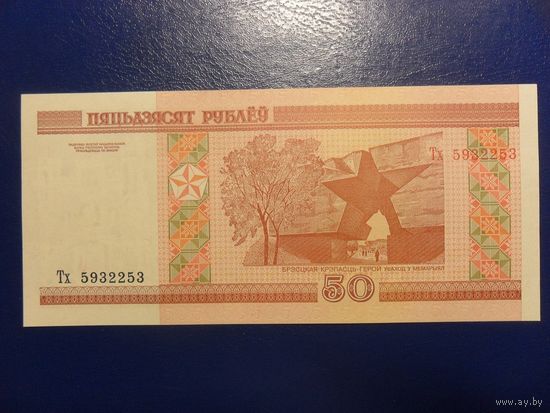 ПЯЦЬДЗЯСЯТ РУБЛЁЎ
Тх 5932253
БРЭСЦКАЯ КРЭПАСЦЬ-ГЕРОЙ УВАХОД У МЕМАРЫЯЛ
Тх 5932253
50
www.ay.by